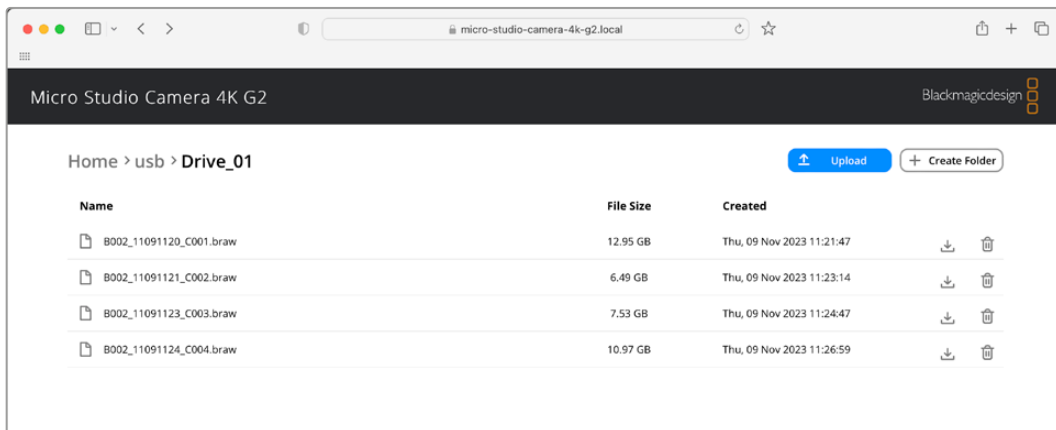 micro-studio-camera-4k-g2.local
Micro Studio Camera 4K G2
Blackmagicdesign
Home > usb > Drive_01
Upload
+ Create Folder
Name File Size Created
B002_11091120_C001.braw 12.95 GB Thu, 09 Nov 2023 11:21:47
B002_11091121_C002.braw 6.49 GB Thu, 09 Nov 2023 11:23:14
B002_11091123_C003.braw 7.53 GB Thu, 09 Nov 2023 11:24:47
B002_11091124_C004.braw 10.97 GB Thu, 09 Nov 2023 11:26:59